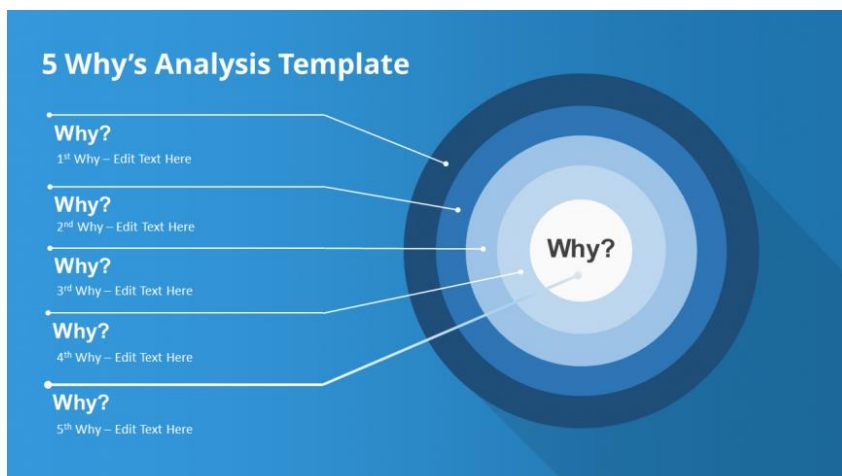 5 Why’s Analysis Template
Why?
1st Why – Edit Text Here
Why?
2nd Why – Edit Text Here
Why?
3rd Why – Edit Text Here
Why?
4th Why – Edit Text Here
Why?
5th Why – Edit Text Here
Why?